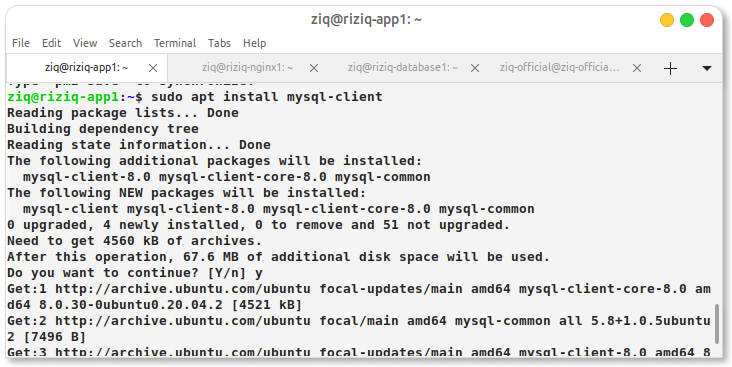 ziq@riziq-app1: ~
File Edit View Search Terminal Tabs Help
ziq@riziq-app1: ~ ziq@riziq-nginx1: ~ ziq@riziq-database1: ~ ziq-official@ziq-officia...
ziq@riziq-app1:~$ sudo apt install mysql-client
Reading package lists... Done
Building dependency tree
Reading state information... Done
The following additional packages will be installed:
  mysql-client-8.0 mysql-client-core-8.0 mysql-common
The following NEW packages will be installed:
  mysql-client mysql-client-8.0 mysql-client-core-8.0 mysql-common
0 upgraded, 4 newly installed, 0 to remove and 51 not upgraded.
Need to get 4560 kB of archives.
After this operation, 67.6 MB of additional disk space will be used.
Do you want to continue? [Y/n] y
Get:1 http://archive.ubuntu.com/ubuntu focal-updates/main amd64 mysql-client-core-8.0 am
d64 8.0.30-0ubuntu0.20.04.2 [4521 kB]
Get:2 http://archive.ubuntu.com/ubuntu focal/main amd64 mysql-common all 5.8+1.0.5ubuntu
2 [7496 B]
Get:3 http://archive.ubuntu.com/ubuntu focal-updates/main amd64 mysql-client-8.0 amd64 8